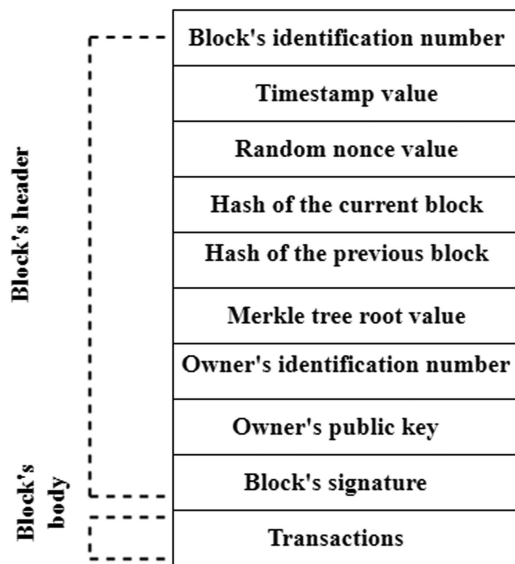 Block's identification number
Timestamp value
Random nonce value
Hash of the current block
Hash of the previous block
Merkle tree root value
Owner's identification number
Owner's public key
Block's signature
Transactions
Block's header
Block's
body